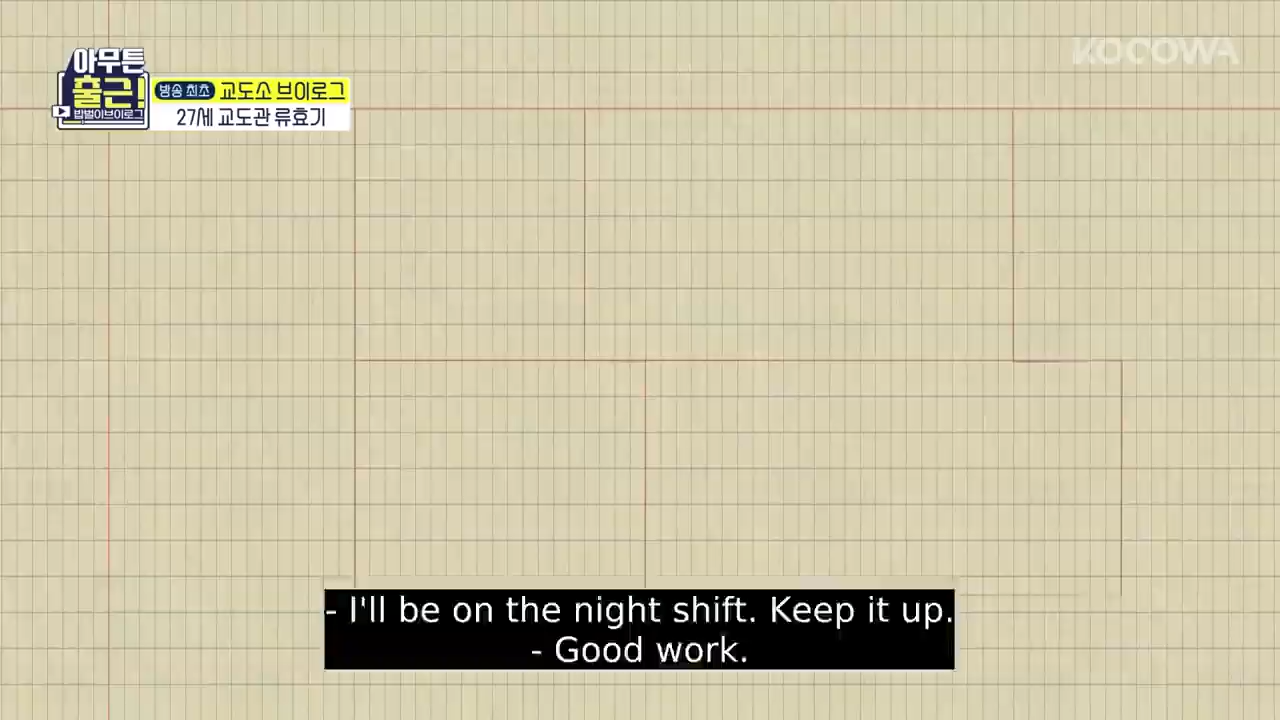 아무튼
출근!
밥벌이브이로그
방송 최초 교도소 브이로그
27세 교도관 류효기
KOCOWA
- I'll be on the night shift. Keep it up.
- Good work.